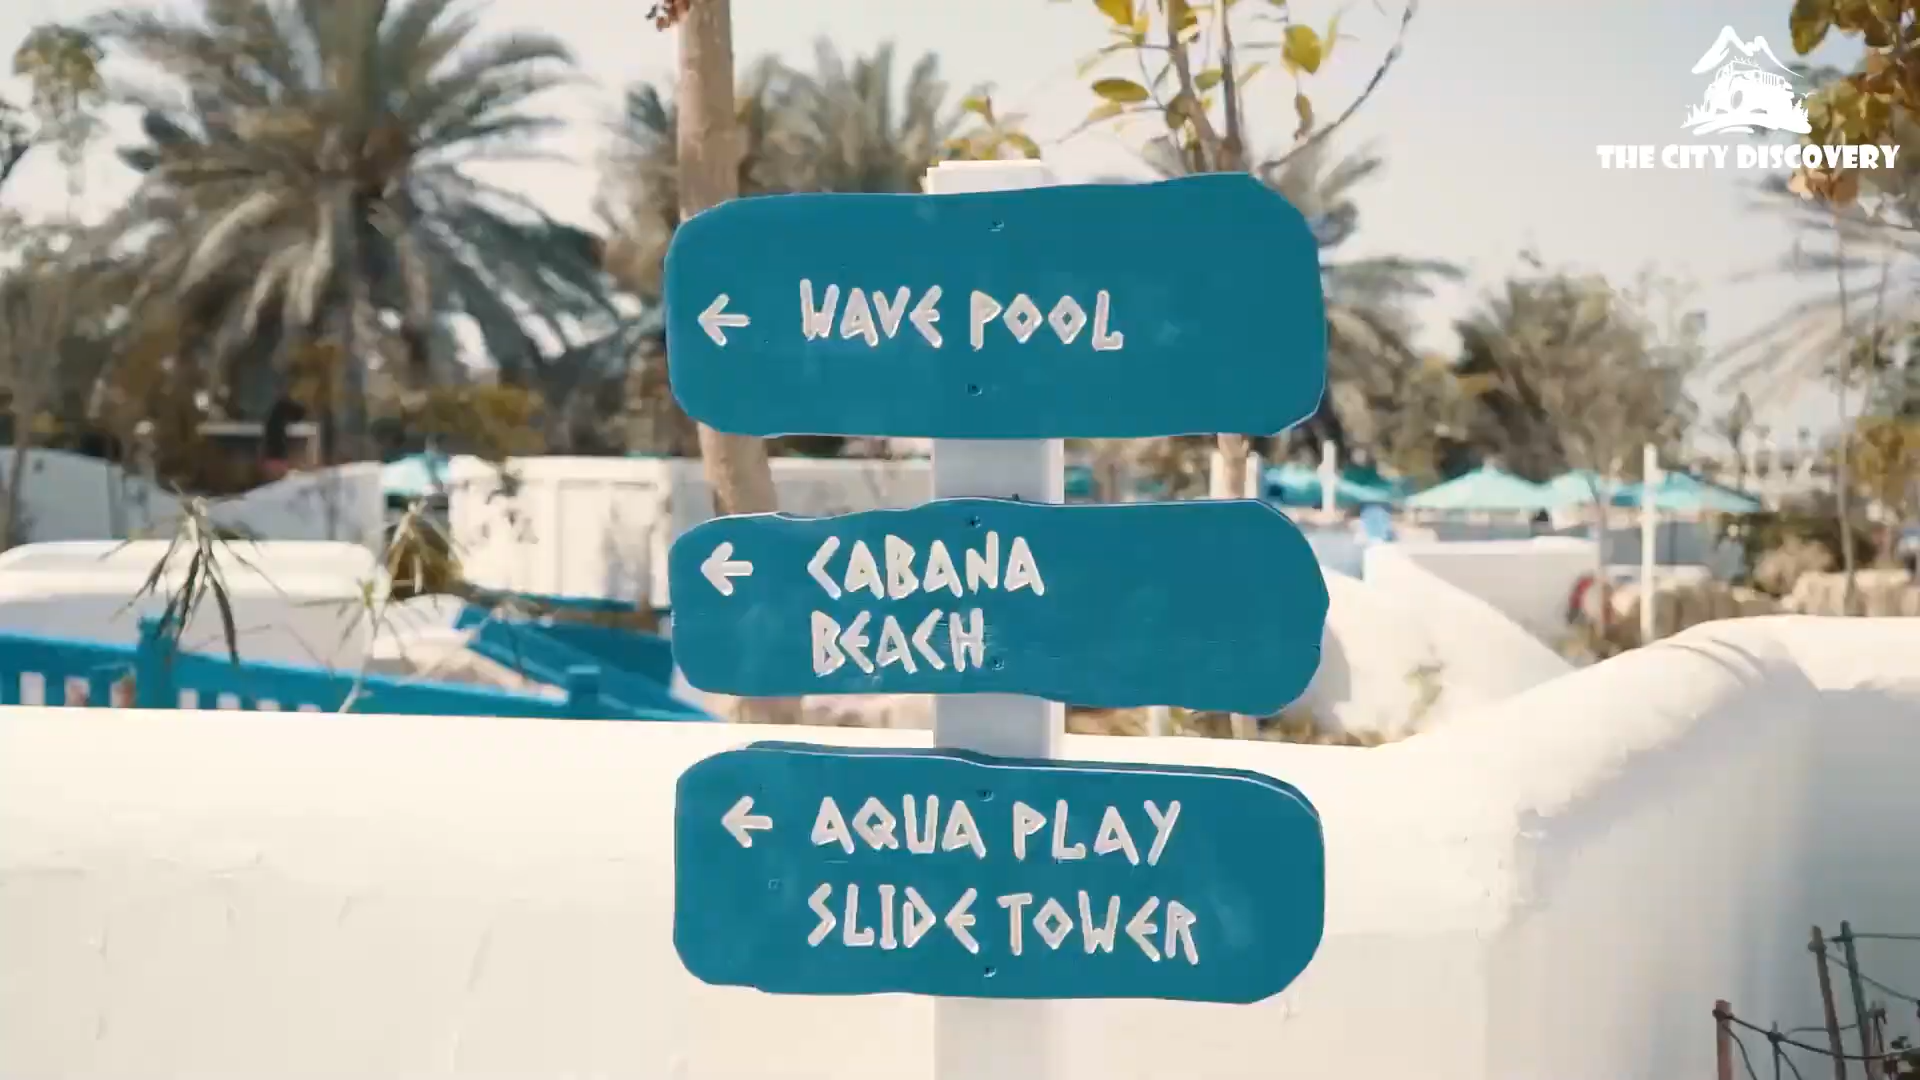 THE CITY DISCOVERY
← WAVE POOL
← CABANA
BEACH
← AQUA PLAY
SLIDE TOWER